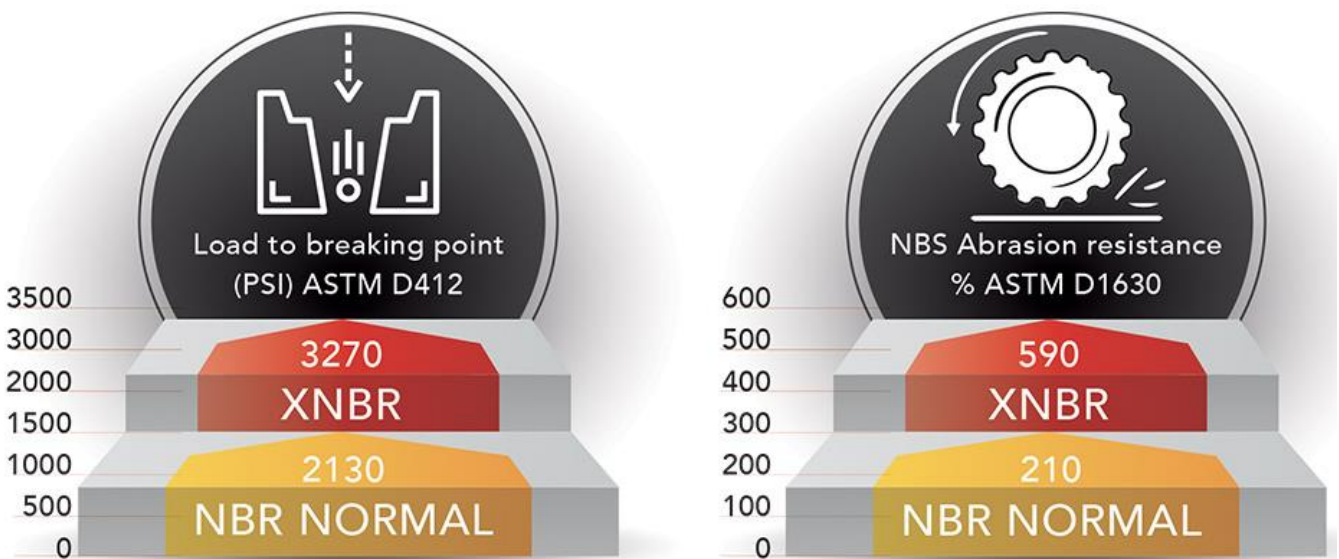 Load to breaking point
(PSI) ASTM D412
3500
3000
2000
1500
1000
500
0
3270
XNBR
2130
NBR NORMAL
NBS Abrasion resistance
% ASTM D1630
600
500
400
300
200
100
0
590
XNBR
210
NBR NORMAL